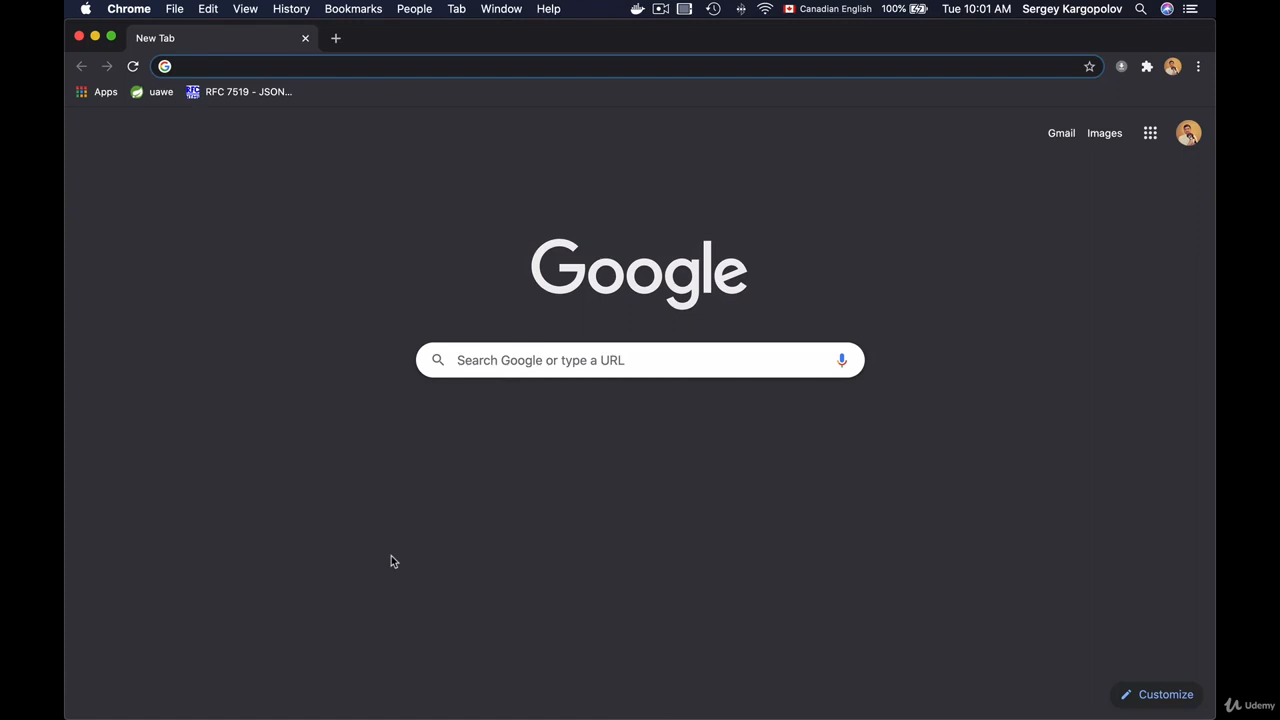 Chrome File Edit View History Bookmarks People Tab Window Help Canadian English 100% Tue 10:01 AM Sergey Kargopolov
New Tab
Apps uawe RFC 7519 - JSON...
Gmail Images
Google
Search Google or type a URL
Customize
Udemy